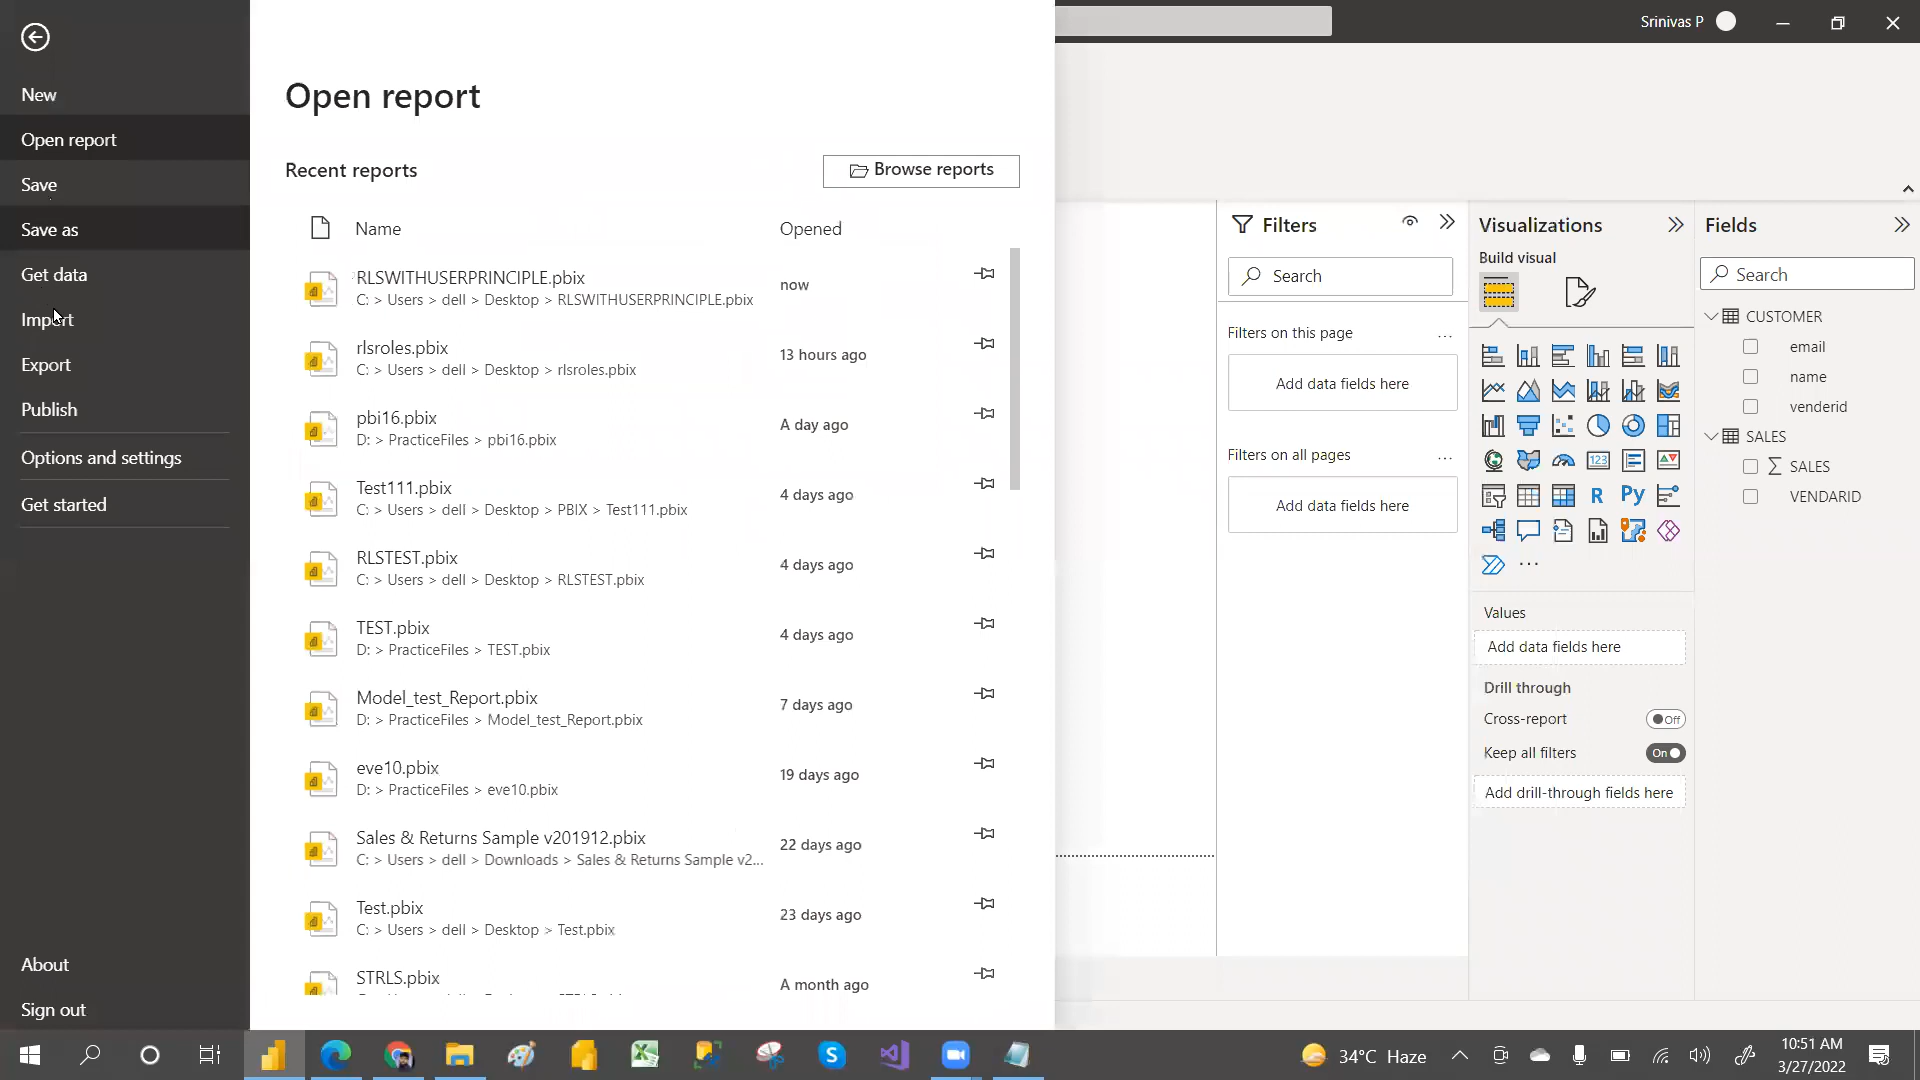 Srinivas P
New
Open report
Save
Save as
Get data
Import
Export
Publish
Options and settings
Get started
About
Sign out
Open report
Recent reports
Browse reports
Name Opened
RLSWITHUSERPRINCIPLE.pbix
C: > Users > dell > Desktop > RLSWITHUSERPRINCIPLE.pbix
now
rlsroles.pbix
C: > Users > dell > Desktop > rlsroles.pbix
13 hours ago
pbi16.pbix
D: > PracticeFiles > pbi16.pbix
A day ago
Test111.pbix
C: > Users > dell > Desktop > PBIX > Test111.pbix
4 days ago
RLSTEST.pbix
C: > Users > dell > Desktop > RLSTEST.pbix
4 days ago
TEST.pbix
D: > PracticeFiles > TEST.pbix
4 days ago
Model_test_Report.pbix
D: > PracticeFiles > Model_test_Report.pbix
7 days ago
eve10.pbix
D: > PracticeFiles > eve10.pbix
19 days ago
Sales & Returns Sample v201912.pbix
C: > Users > dell > Downloads > Sales & Returns Sample v2...
22 days ago
Test.pbix
C: > Users > dell > Desktop > Test.pbix
23 days ago
STRLS.pbix
A month ago
Filters
Search
Filters on this page ...
Add data fields here
Filters on all pages ...
Add data fields here
Visualizations
Build visual
123
R Py
...
Values
Add data fields here
Drill through
Cross-report Off
Keep all filters On
Add drill-through fields here
Fields
Search
CUSTOMER
email
name
venderid
SALES
Σ SALES
VENDARID
34°C Haze
10:51 AM
3/27/2022